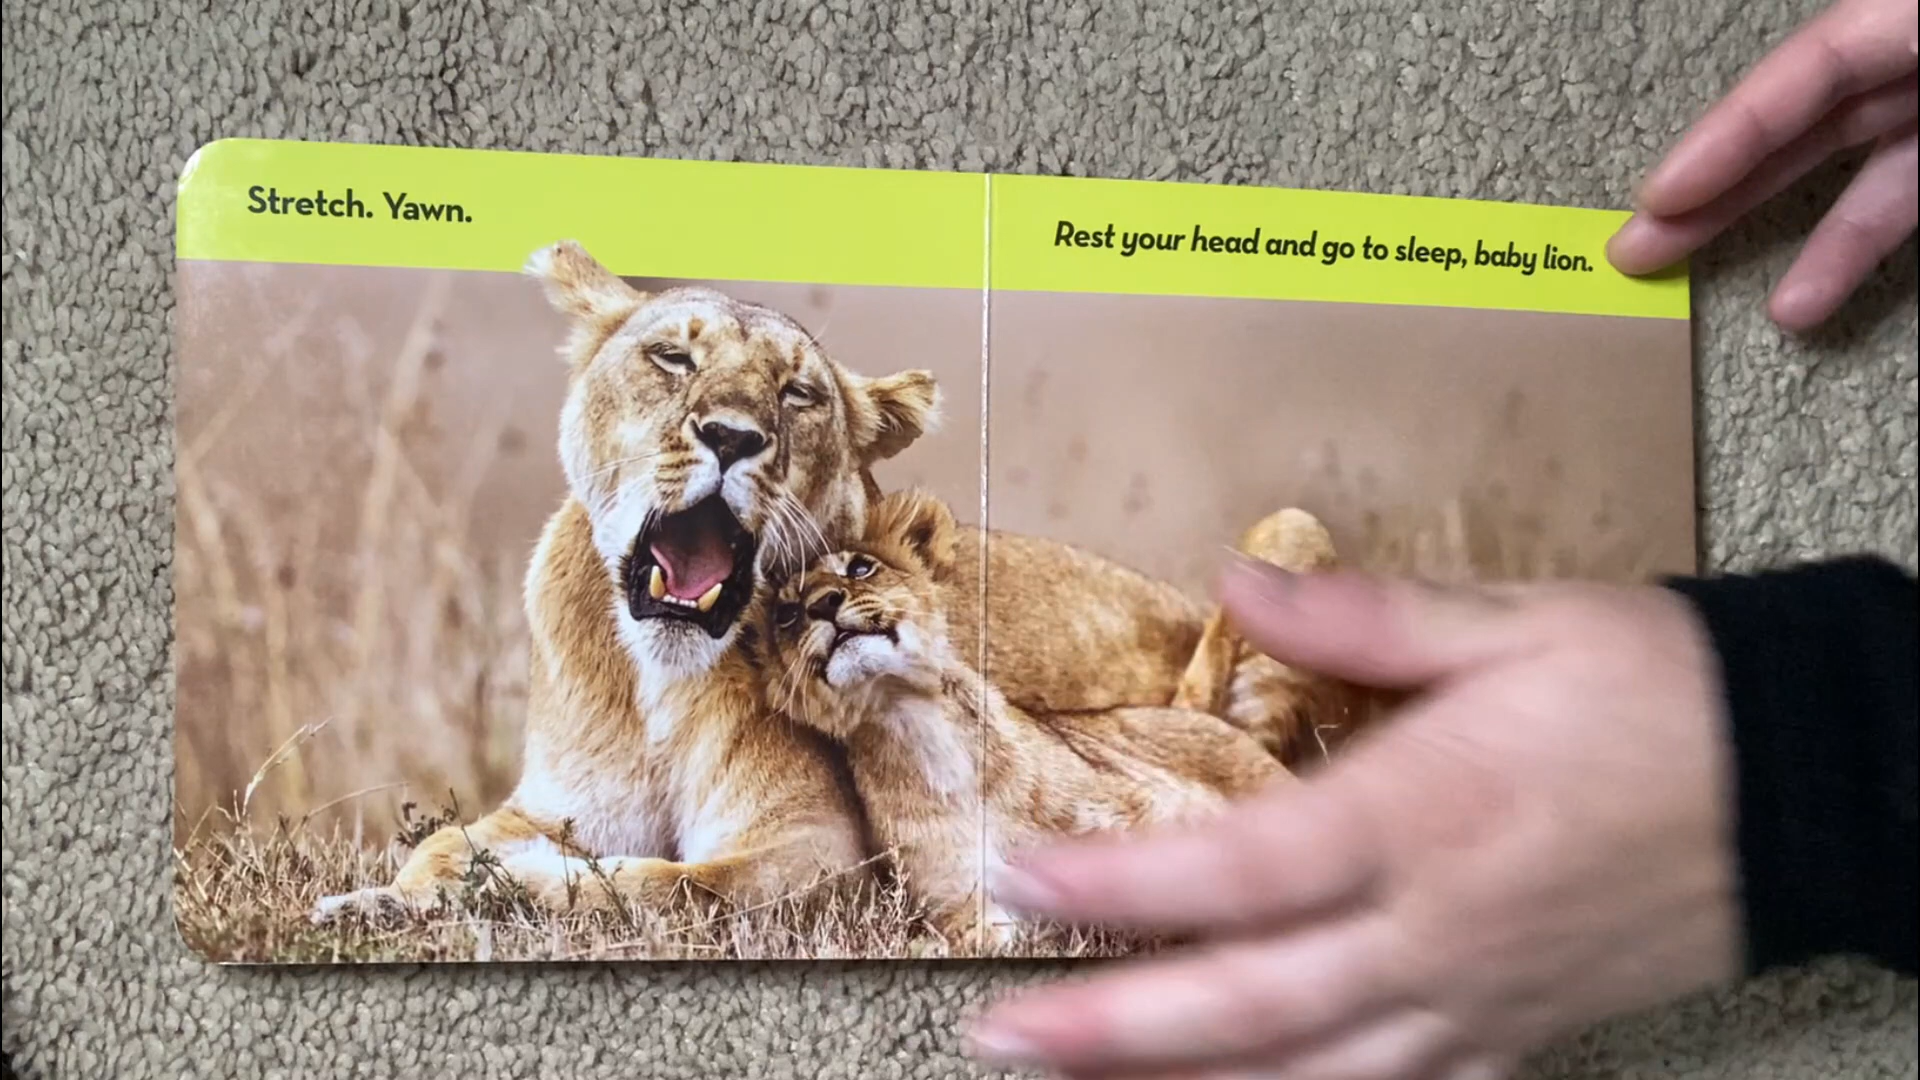 Stretch. Yawn.
Rest your head and go to sleep, baby lion.